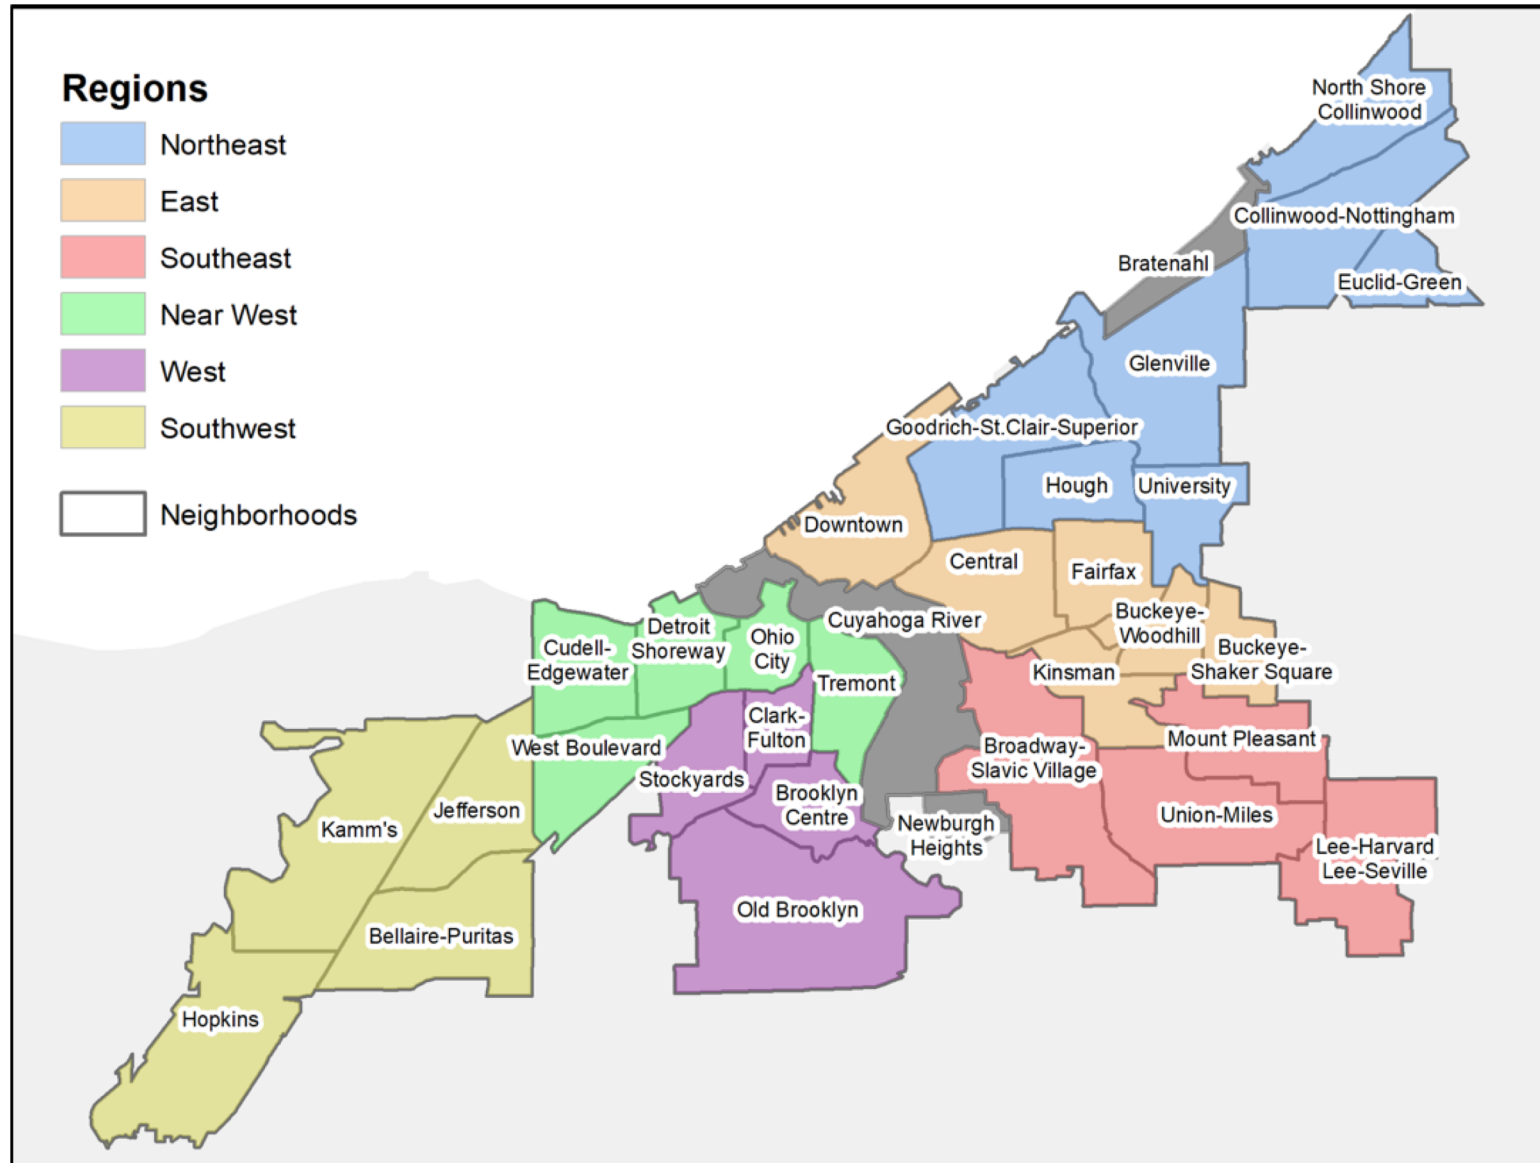 Regions
Northeast
East
Southeast
Near West
West
Southwest
Neighborhoods
North Shore
Collinwood
Collinwood-Nottingham
Bratenahl
Euclid-Green
Glenville
Goodrich-St.Clair-Superior
Hough
University
Downtown
Central
Fairfax
Buckeye-
Woodhill
Cuyahoga River
Detroit
Shoreway
Ohio
City
Cudell-
Edgewater
Buckeye-
Shaker Square
Kinsman
Tremont
Clark-
Fulton
West Boulevard
Mount Pleasant
Broadway-
Slavic Village
Stockyards
Brooklyn
Centre
Jefferson
Kamm's
Union-Miles
Newburgh
Heights
Lee-Harvard
Lee-Seville
Old Brooklyn
Bellaire-Puritas
Hopkins